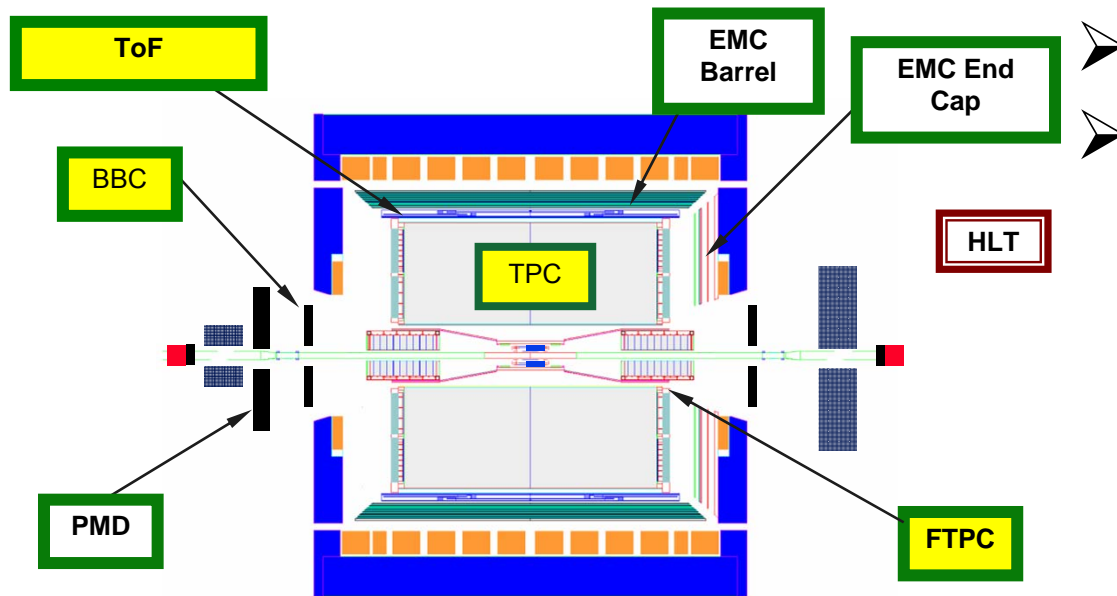 ToF
EMC
Barrel
EMC End
Cap
BBC
HLT
TPC
PMD
FTPC